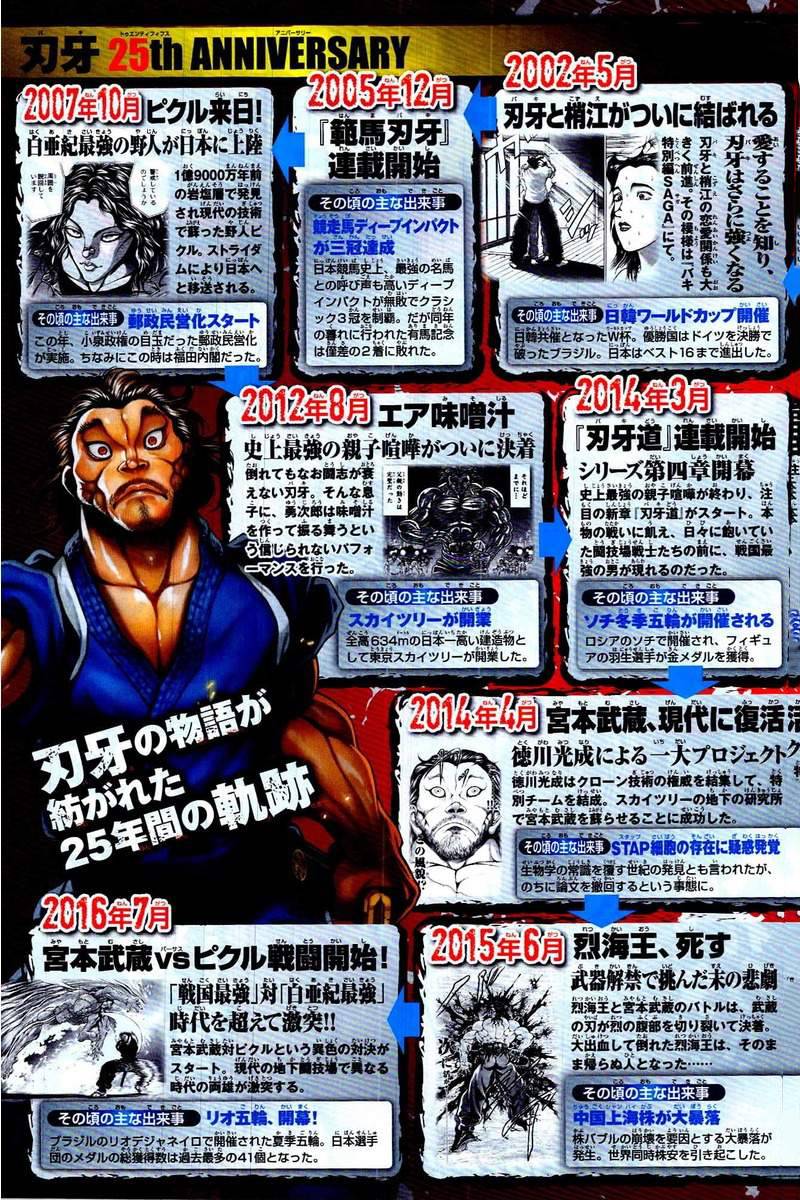 刃牙 25th ANNIVERSARY
2002年5月
刃牙と梢江がついに結ばれる
愛することを知り、
刃牙はさらに強くなる
刃牙と梢江の恋愛関係も大
きく前進。その模様は『バキ
特別編SAGA』にて。
その頃の主な出来事
日韓ワールドカップ開催
日韓共催となったW杯。優勝国はドイツを決勝で
破ったブラジル。日本はベスト16まで進出した。
2005年12月
『範馬刃牙』
連載開始
その頃の主な出来事
競走馬ディープインパクト
が三冠達成
日本競馬史上、最強の名馬
との呼び声も高いディープ
インパクトが無敗でクラシッ
ク3冠を制覇。だが同年
の暮れに行われた有馬記念
は僅差の2着に敗れた。
2007年10月
ピクル来日!
白亜紀最強の野人が日本に上陸
1億9000万年前
の岩塩層で発見
され現代の技術
で蘇った野人ピ
クル。ストライダ
ムにより日本へ
と移送される。
その頃の主な出来事
郵政民営化スタート
この年、小泉政権の目玉だった郵政民営化
が実施。ちなみにこの時は福田内閣だった。
2012年8月
エア味噌汁
史上最強の親子喧嘩がついに決着
倒れてもなお闘志が衰
えない刃牙。そんな息
子に、勇次郎は味噌汁
を作って振る舞うとい
う信じられないパフォ
ーマンスを行った。
それほど
までに…
その頃の主な出来事
スカイツリーが開業
全高634mの日本一高い建造物と
して東京スカイツリーが開業した。
2014年3月
『刃牙道』連載開始
シリーズ第四章開幕
史上最強の親子喧嘩が終わり、注
目の新章『刃牙道』がスタート。本
物の戦いに飢え、日々に飽いてい
た闘技場戦士たちの前に、戦国最
強の男が現れるのだった。
その頃の主な出来事
ソチ冬季五輪が開催される
ロシアのソチで開催され、フィギュ
アの羽生選手が金メダルを獲得。
刃牙の物語が
紡がれた
25年間の軌跡
2014年4月
宮本武蔵、現代に復活
徳川光成による一大プロジェクト
徳川光成はクローン技術の権威を結集して、特
別チームを結成。スカイツリーの地下の研究所
で宮本武蔵を蘇らせることに成功した。
の風貌!?
その頃の主な出来事
STAP細胞の存在に疑惑発覚
生物学の常識を覆す世紀の発見とも言われたが、
のちに論文を撤回するという事態に。
2015年6月
烈海王、死す
武器解禁で挑んだ末の悲劇
烈海王と宮本武蔵のバトルは、武蔵
の刃が烈の腹部を切り裂いて決着。
大出血して倒れた烈海王は、そのま
ま帰らぬ人となった……
その頃の主な出来事
中国上海株が大暴落
株バブルの崩壊を要因とする大暴落が
発生。世界同時株安を引き起こした。
2016年7月
宮本武蔵vsピクル戦闘開始!
「戦国最強」対「白亜紀最強」
時代を超えて激突!!
宮本武蔵対ピクルという異色の対決が
スタート。現代の地下闘技場で異なる
時代の両雄が激突する。
その頃の主な出来事
リオ五輪、開幕!
ブラジルのリオデジャネイロで開催された夏季五輪。日本選手
団のメダルの総獲得数は過去最多の41個となった。